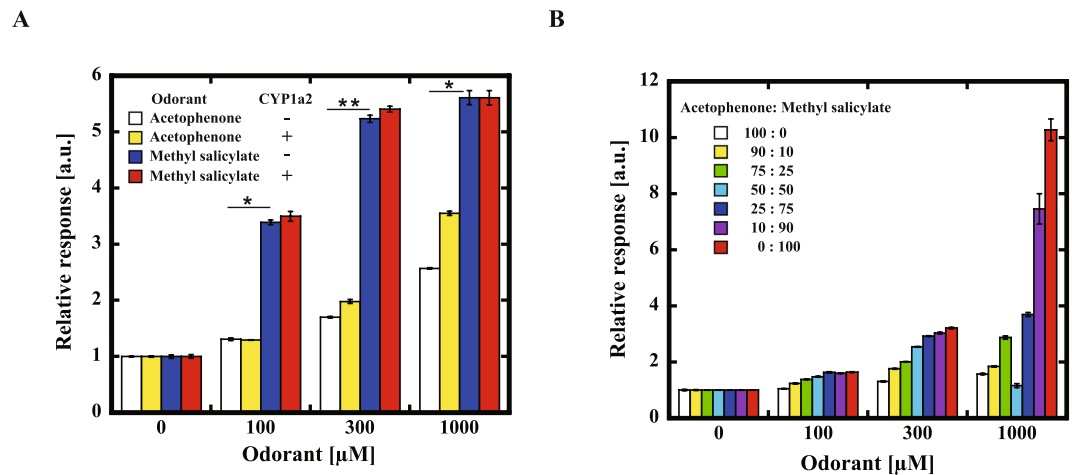 A
Relative response [a.u.]
6
5
4
3
2
1
0
Odorant CYP1a2
Acetophenone -
Acetophenone +
Methyl salicylate -
Methyl salicylate +
*
**
*
0 100 300 1000
Odorant [µM]
B
Relative response [a.u.]
12
10
8
6
4
2
0
Acetophenone: Methyl salicylate
100 : 0
90 : 10
75 : 25
50 : 50
25 : 75
10 : 90
0 : 100
0 100 300 1000
Odorant [µM]